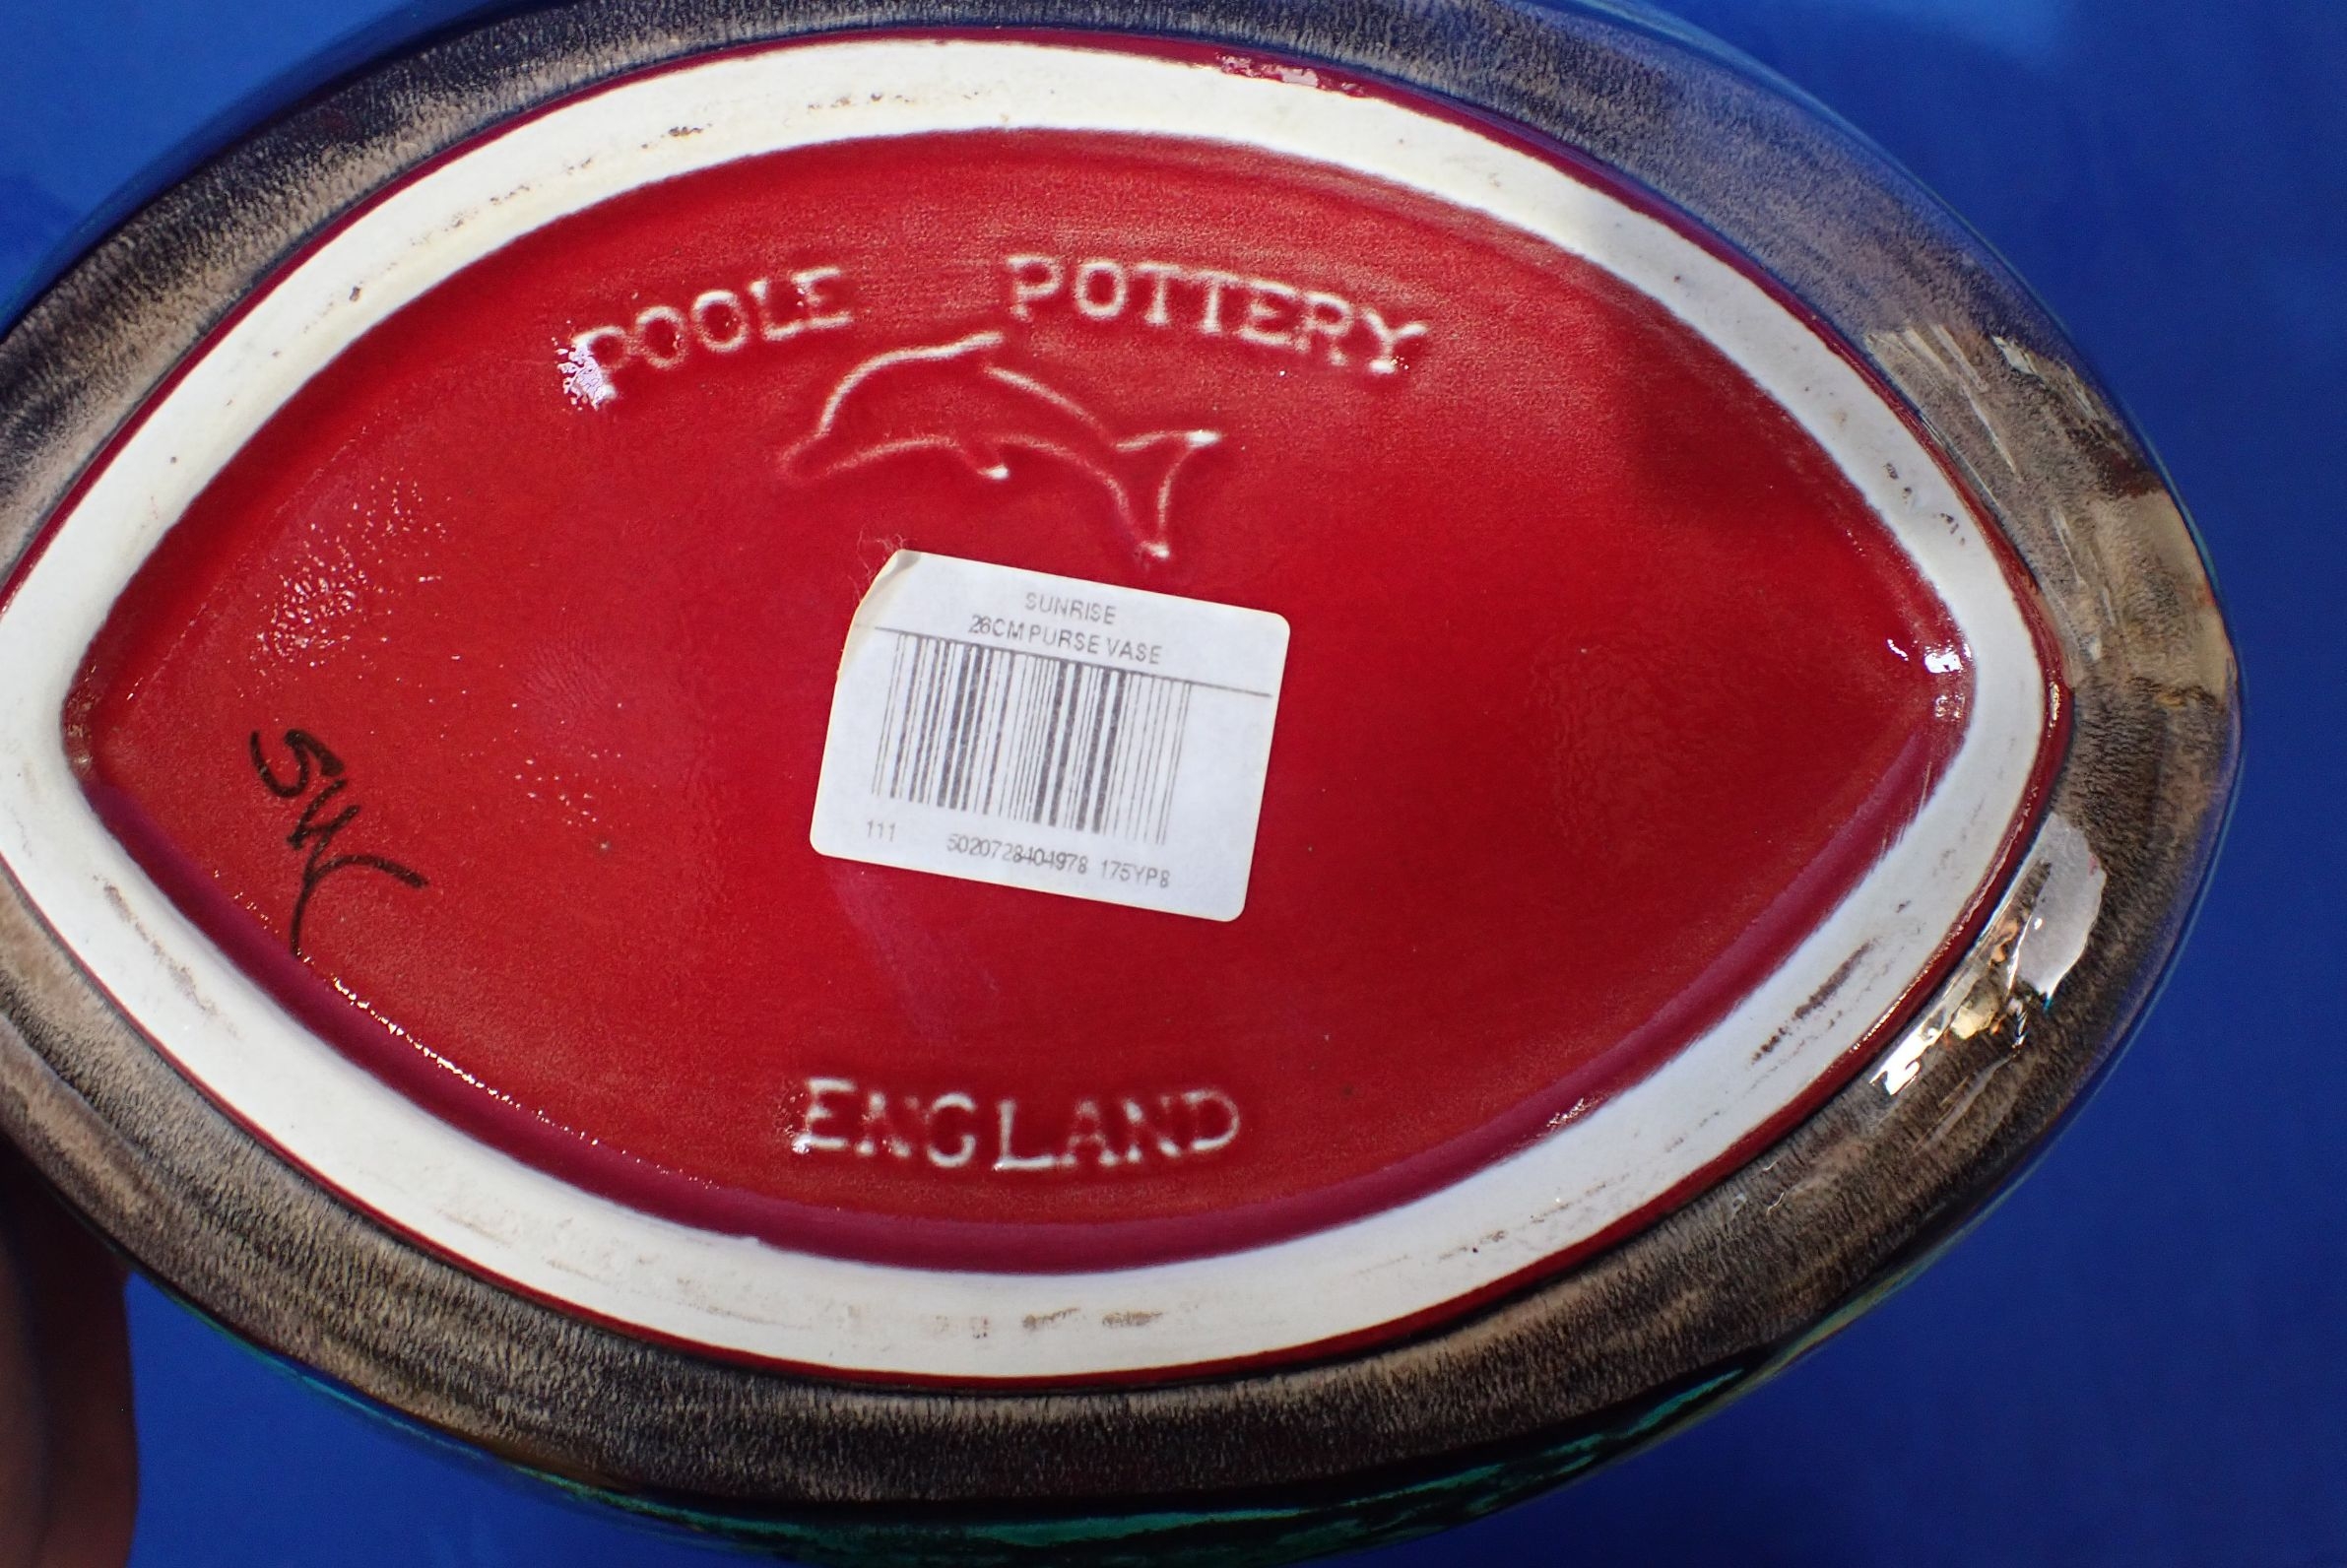 POOLE POTTERY
SUNRISE
26CM PURSE VASE
111 5020728404978 175YP8
ENGLAND